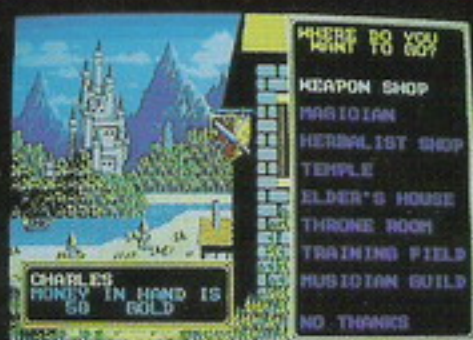 WHERE DO YOU
WANT TO GO?
WEAPON SHOP
MAGICIAN
HERBALIST SHOP
TEMPLE
ELDER'S HOUSE
THRONE ROOM
TRAINING FIELD
MUSICIAN GUILD
NO THANKS
CHARLES
MONEY IN HAND IS
50 GOLD